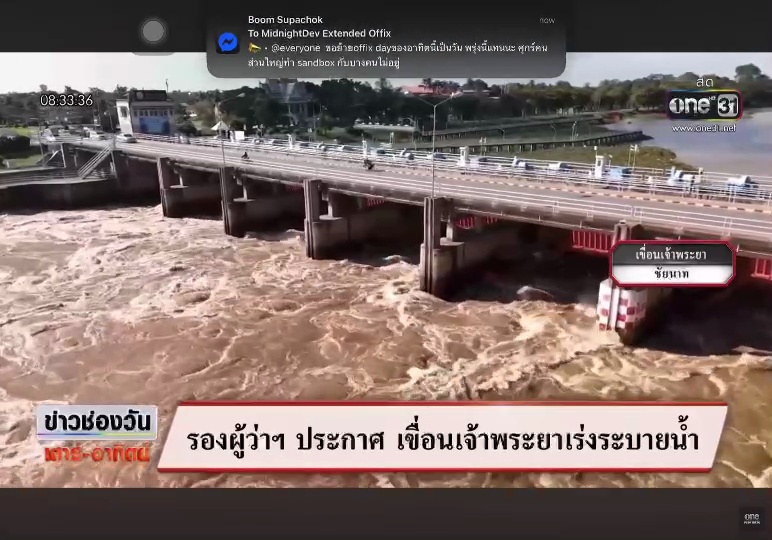 Boom Supachok
now
To MidnightDev Extended Offix
• @everyone ขอย้ายoffix dayของอาทิตนี้เป็นวัน พรุ่งนี้แทนนะ ศุกร์คน
ส่วนใหญ่ทำ sandbox กับบางคนไม่อยู่
08:33:36
สด
one 31
www.one31.net
เขื่อนเจ้าพระยา
ชัยนาท
ข่าวช่องวัน
เสาร์-อาทิตย์
รองผู้ว่าฯ ประกาศ เขื่อนเจ้าพระยาเร่งระบายน้ำ
one